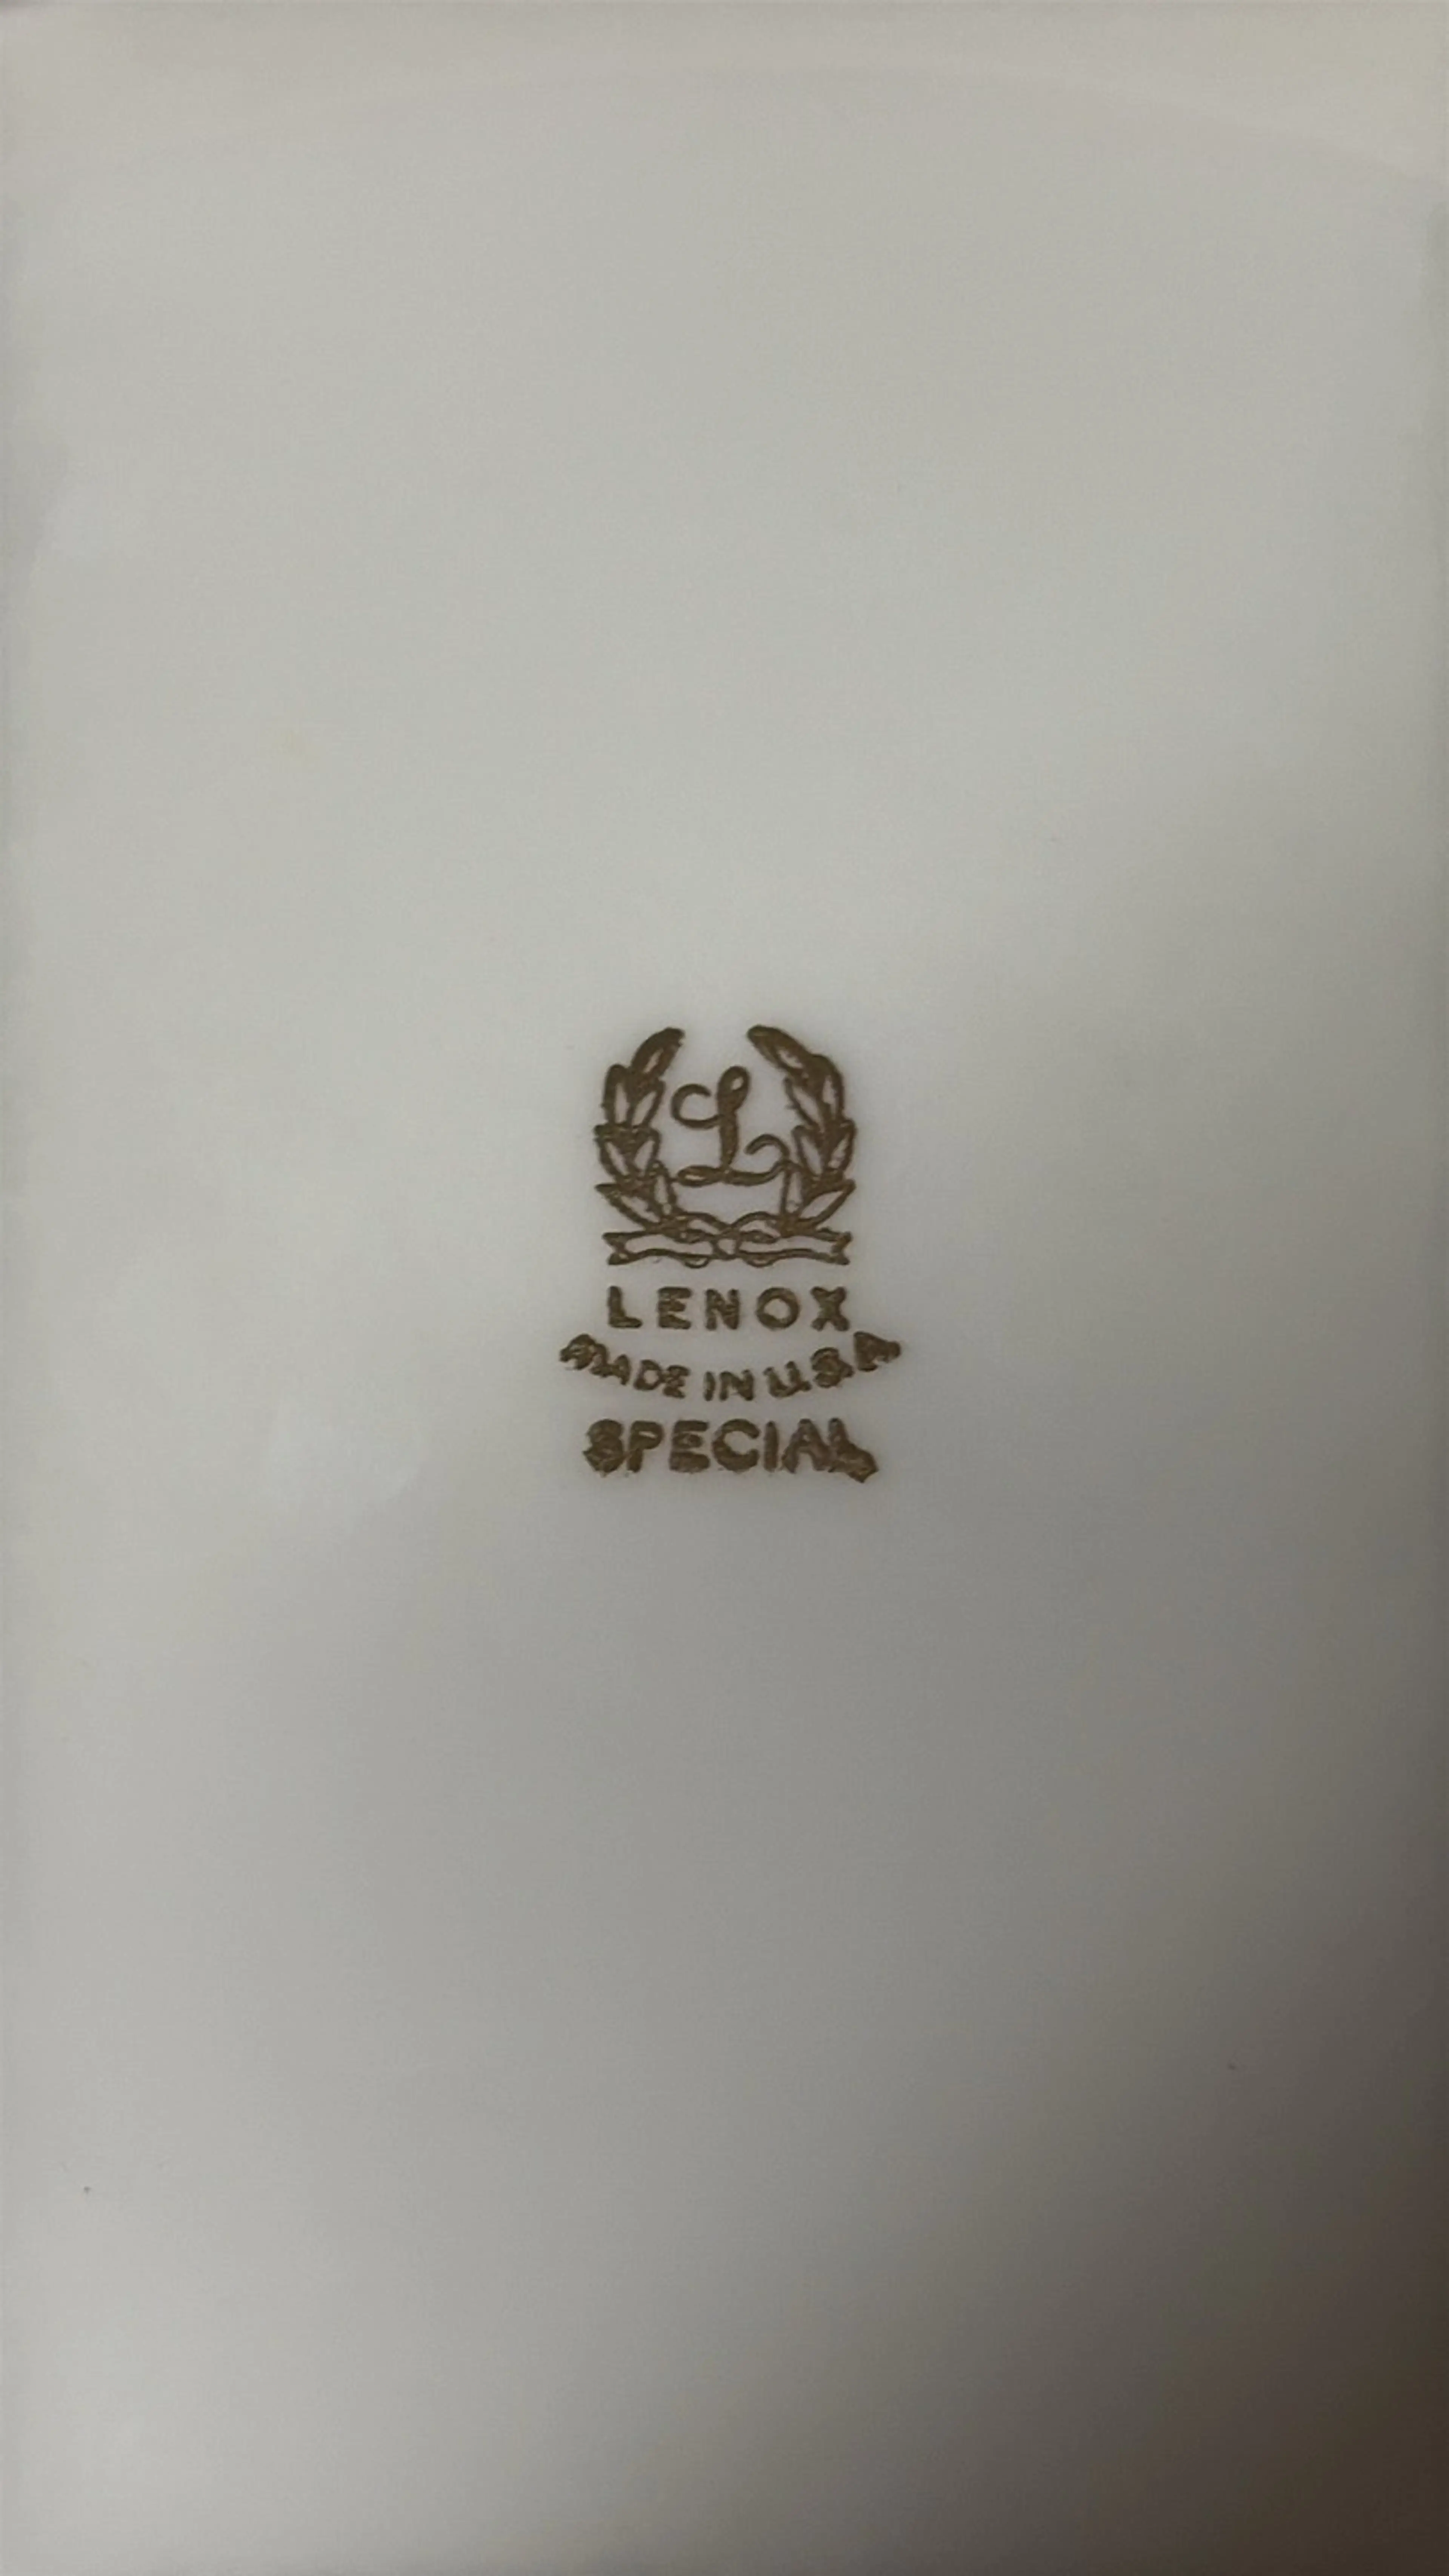 L
LENOX
MADE IN U.S.A.
SPECIAL